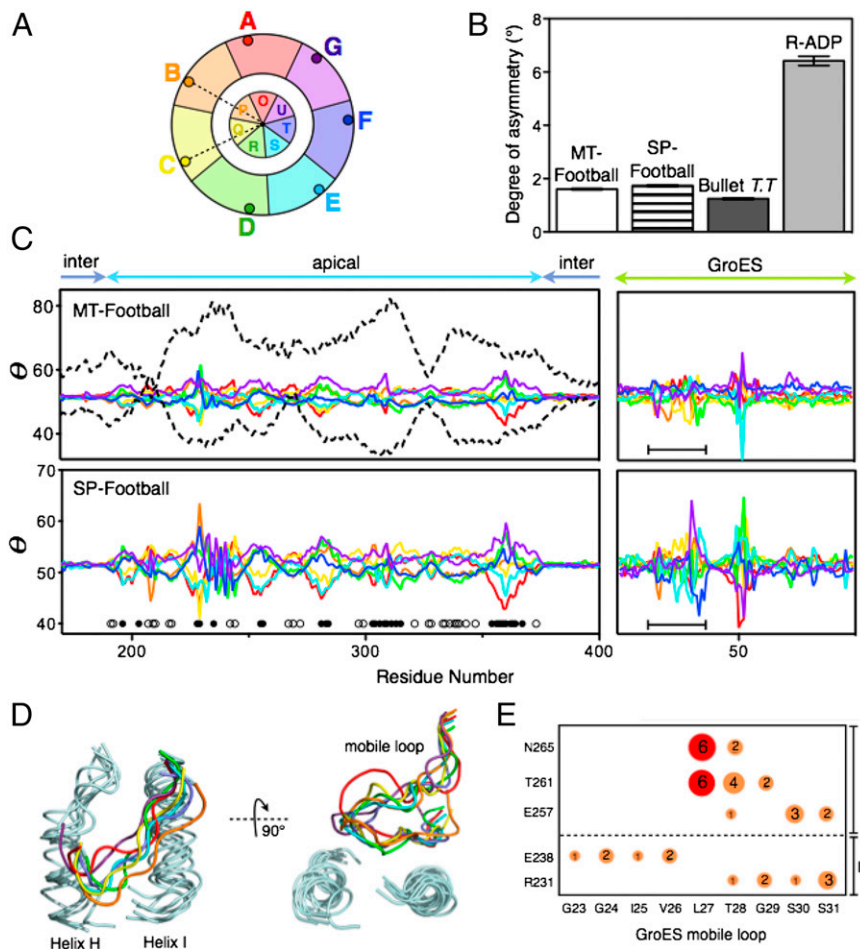 A
A
B
C
D
E
F
G
O
P
Q
R
S
T
U
B
Degree of asymmetry (°)
8
6
4
2
0
MT-
Football
SP-
Football
Bullet T.T
R-ADP
C
inter
apical
inter
GroES
MT-Football
θ
80
60
40
SP-Football
θ
70
60
50
40
200
300
400
50
Residue Number
D
mobile loop
90°
Helix H
Helix I
E
N265
6
2
T261
6
4
2
E257
1
3
2
E238
1
2
1
2
R231
1
2
1
3
G23 G24 I25 V26 L27 T28 G29 S30 S31
GroES mobile loop